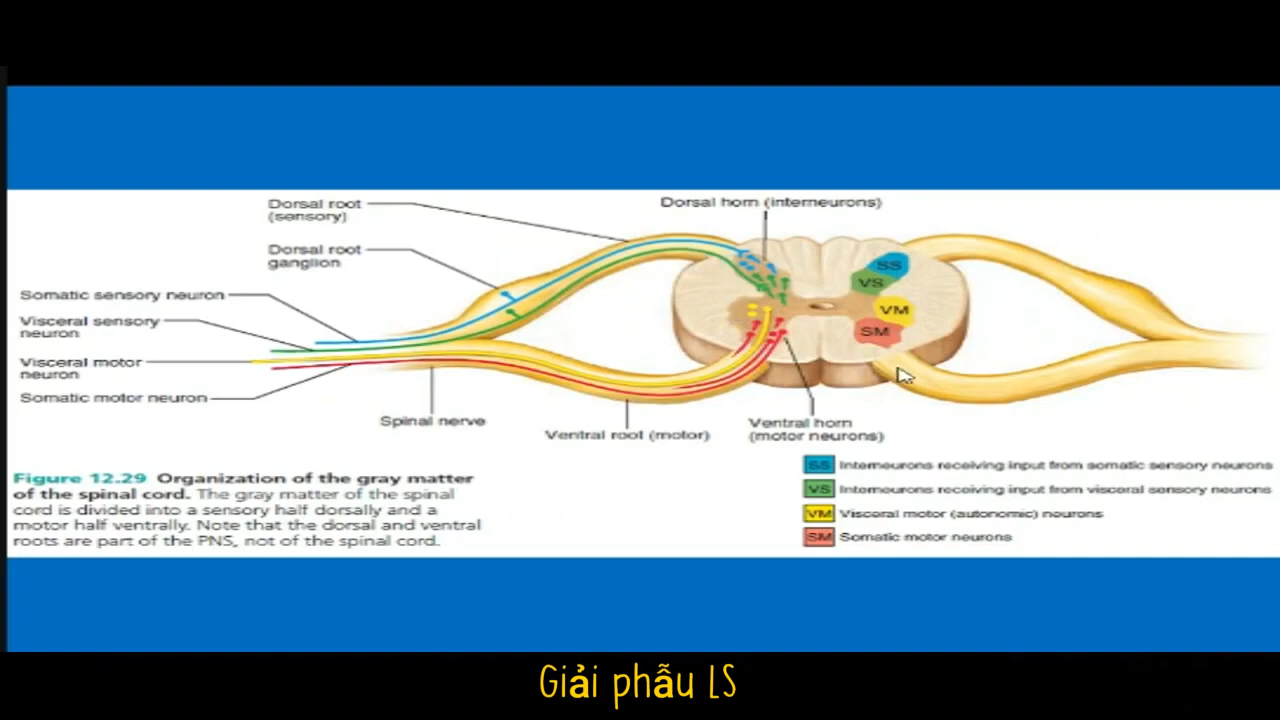 Dorsal root
(sensory)
Dorsal root
ganglion
Somatic sensory neuron
Visceral sensory
neuron
Visceral motor
neuron
Somatic motor neuron
Spinal nerve
Ventral root (motor)
Dorsal horn (interneurons)
SS
VS
VM
SM
Ventral horn
(motor neurons)
Figure 12.29 Organization of the gray matter
of the spinal cord. The gray matter of the spinal
cord is divided into a sensory half dorsally and a
motor half ventrally. Note that the dorsal and ventral
roots are part of the PNS, not of the spinal cord.
SS Interneurons receiving input from somatic sensory neurons
VS Interneurons receiving input from visceral sensory neurons
VM Visceral motor (autonomic) neurons
SM Somatic motor neurons
Giải phẫu LS